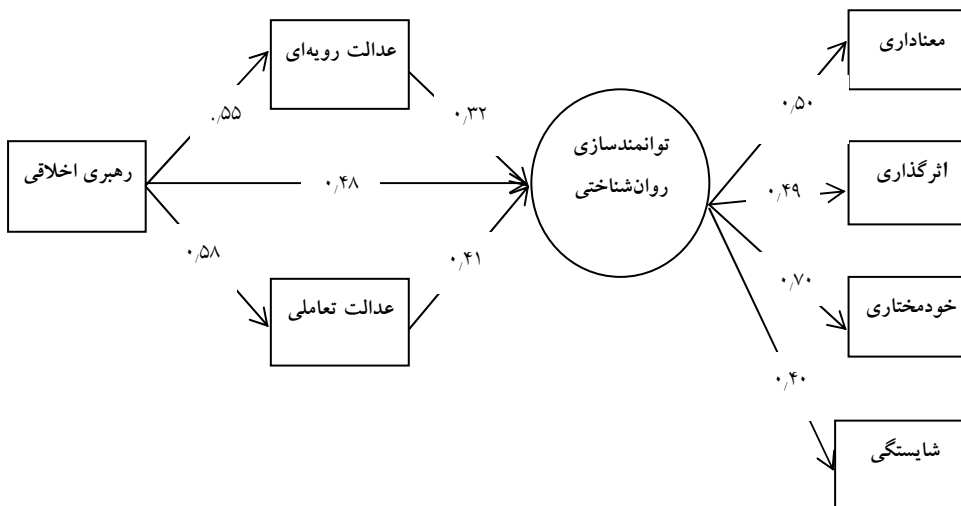 معناداری
عدالت رویه‌ای
۰٫۵۰
۰٫۵۵
۰٫۳۲
توانمندسازی
روان‌شناختی
رهبری اخلاقی
۰٫۴۸
۰٫۴۹
اثرگذاری
۰٫۵۸
۰٫۴۱
۰٫۷۰
عدالت تعاملی
خودمختاری
۰٫۴۰
شایستگی